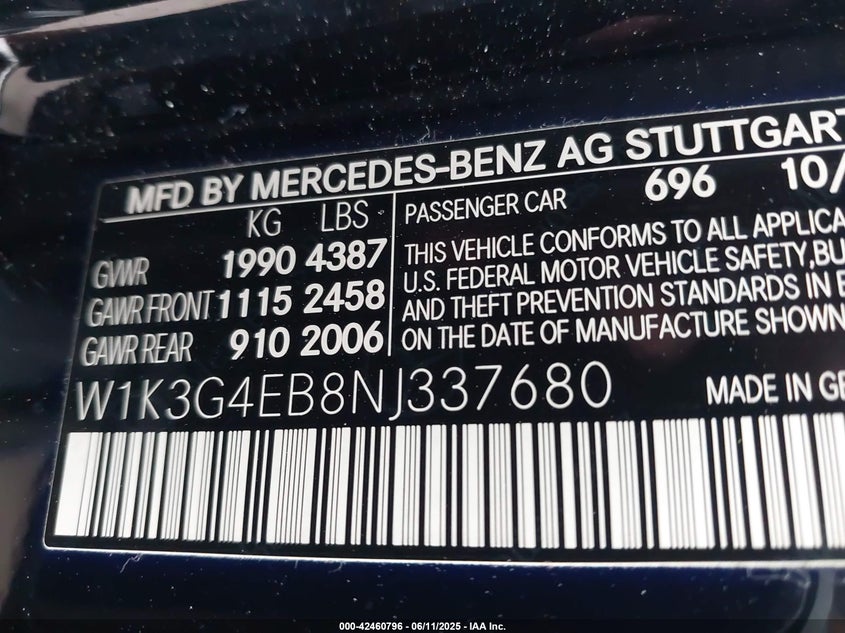 MFD BY MERCEDES-BENZ AG STUTTGART
KG LBS
GVWR 1990 4387
GAWR FRONT 1115 2458
GAWR REAR 910 2006
PASSENGER CAR 696 10/
THIS VEHICLE CONFORMS TO ALL APPLICA
U.S. FEDERAL MOTOR VEHICLE SAFETY, BU
AND THEFT PREVENTION STANDARDS IN E
ON THE DATE OF MANUFACTURE SHOWN
W1K3G4EB8NJ337680
MADE IN GE
000-42460796 - 06/11/2025 - IAA Inc.